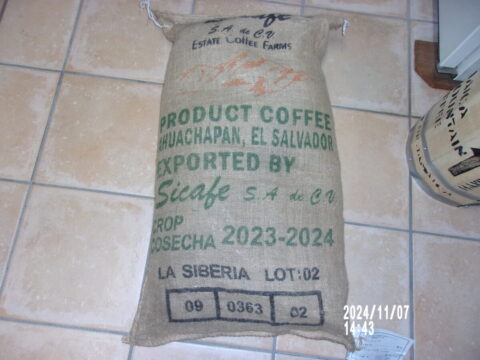 Sicafe
S.A de C.V.
ESTATE COFFEE FARMS
PRODUCT COFFEE
AHUACHAPAN, EL SALVADOR
EXPORTED BY
Sicafe S.A de C.V.
CROP
COSECHA 2023-2024
LA SIBERIA LOT:02
09 0363 02
2024/11/07
14:43